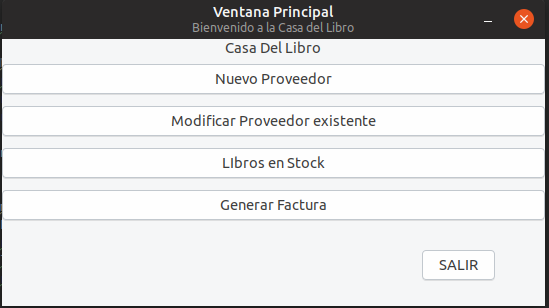 Ventana Principal
Bienvenido a la Casa del Libro
Casa Del Libro
Nuevo Proveedor
Modificar Proveedor existente
LIbros en Stock
Generar Factura
SALIR